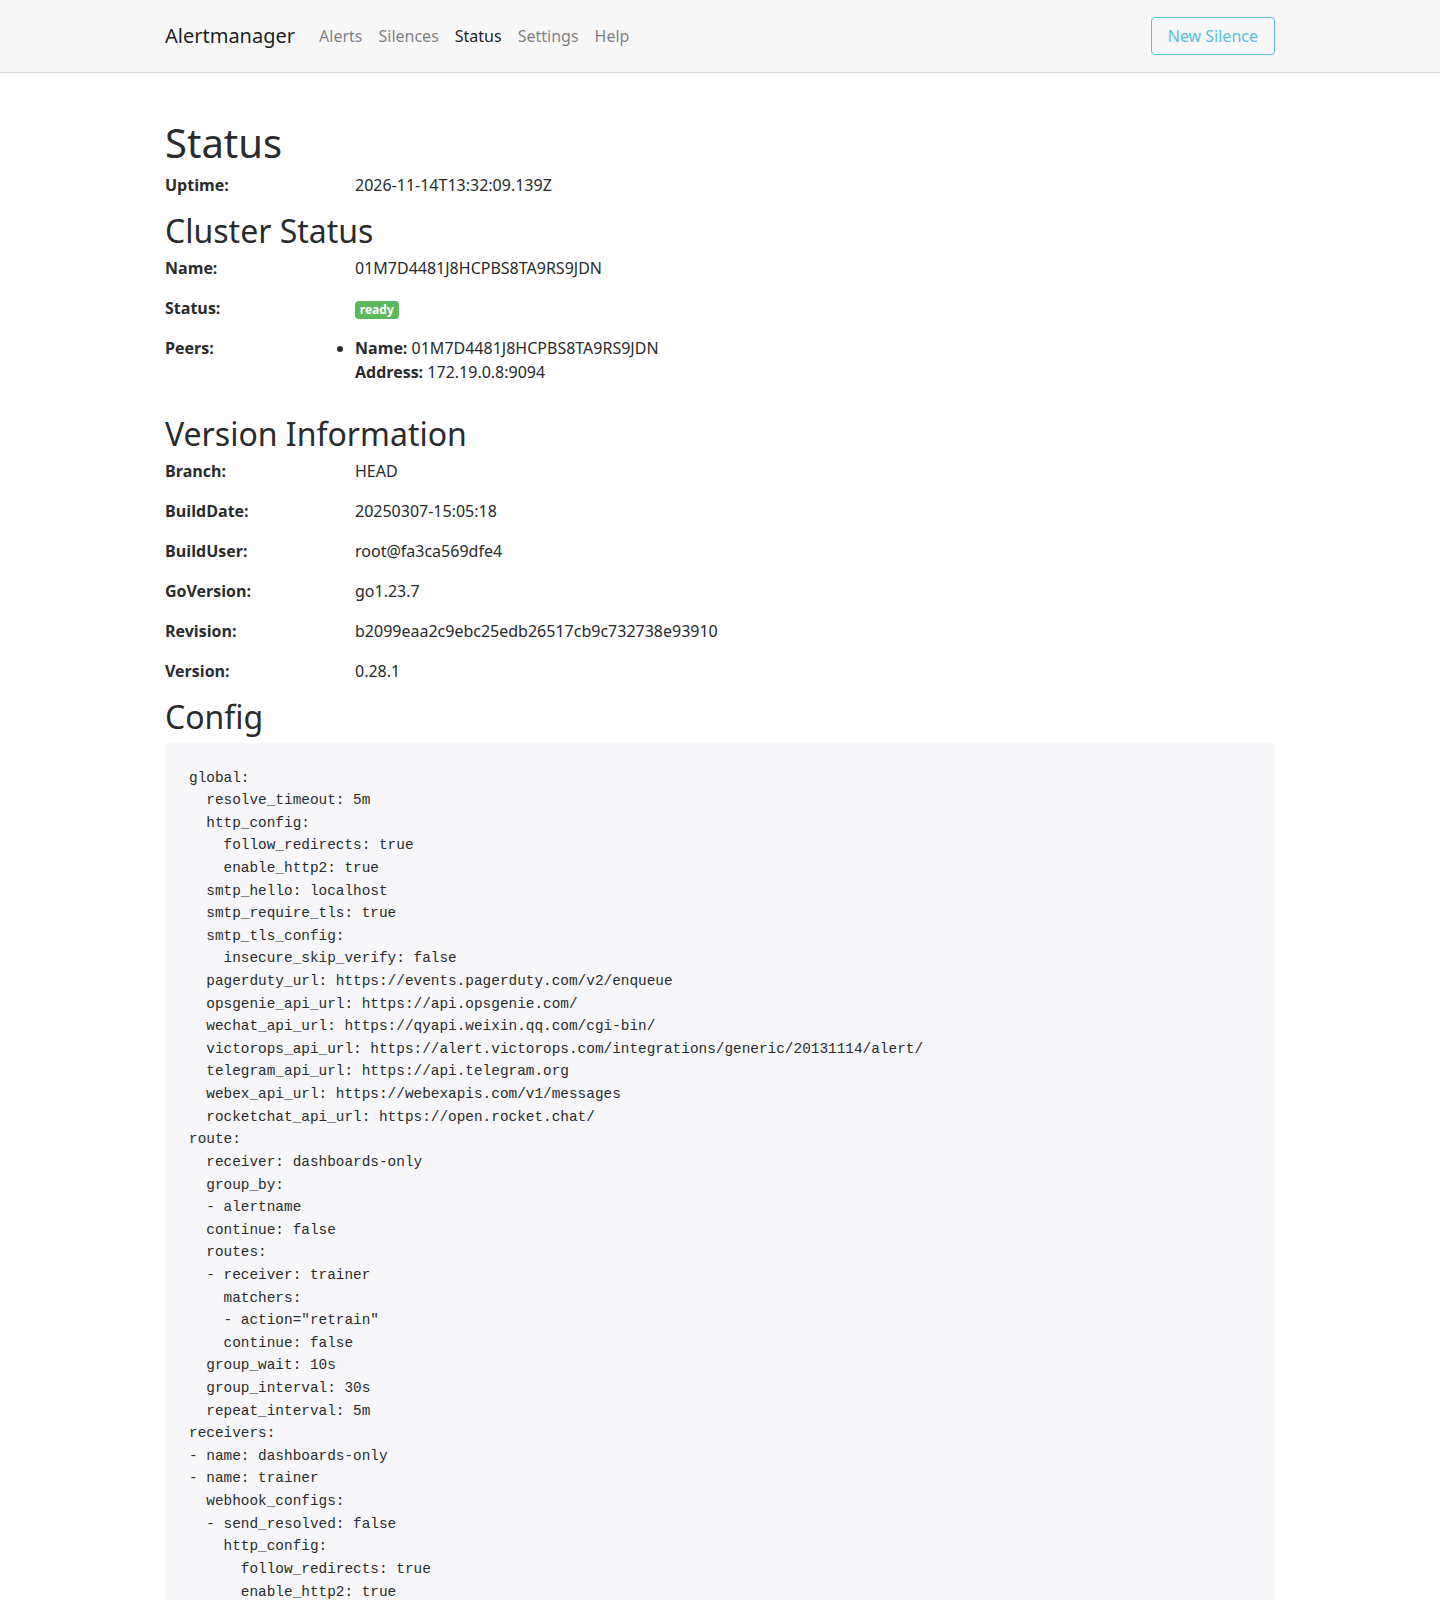 Alertmanager Alerts Silences Status Settings Help New Silence
Status
Uptime: 2026-11-14T13:32:09.139Z
Cluster Status
Name: 01M7D4481J8HCPBS8TA9RS9JDN
Status: ready
Peers: • Name: 01M7D4481J8HCPBS8TA9RS9JDN
Address: 172.19.0.8:9094
Version Information
Branch: HEAD
BuildDate: 20250307-15:05:18
BuildUser: root@fa3ca569dfe4
GoVersion: go1.23.7
Revision: b2099eaa2c9ebc25edb26517cb9c732738e93910
Version: 0.28.1
Config
global:
  resolve_timeout: 5m
  http_config:
    follow_redirects: true
    enable_http2: true
  smtp_hello: localhost
  smtp_require_tls: true
  smtp_tls_config:
    insecure_skip_verify: false
  pagerduty_url: https://events.pagerduty.com/v2/enqueue
  opsgenie_api_url: https://api.opsgenie.com/
  wechat_api_url: https://qyapi.weixin.qq.com/cgi-bin/
  victorops_api_url: https://alert.victorops.com/integrations/generic/20131114/alert/
  telegram_api_url: https://api.telegram.org
  webex_api_url: https://webexapis.com/v1/messages
  rocketchat_api_url: https://open.rocket.chat/
route:
  receiver: dashboards-only
  group_by:
  - alertname
  continue: false
  routes:
  - receiver: trainer
    matchers:
    - action="retrain"
    continue: false
  group_wait: 10s
  group_interval: 30s
  repeat_interval: 5m
receivers:
- name: dashboards-only
- name: trainer
  webhook_configs:
  - send_resolved: false
    http_config:
      follow_redirects: true
      enable_http2: true